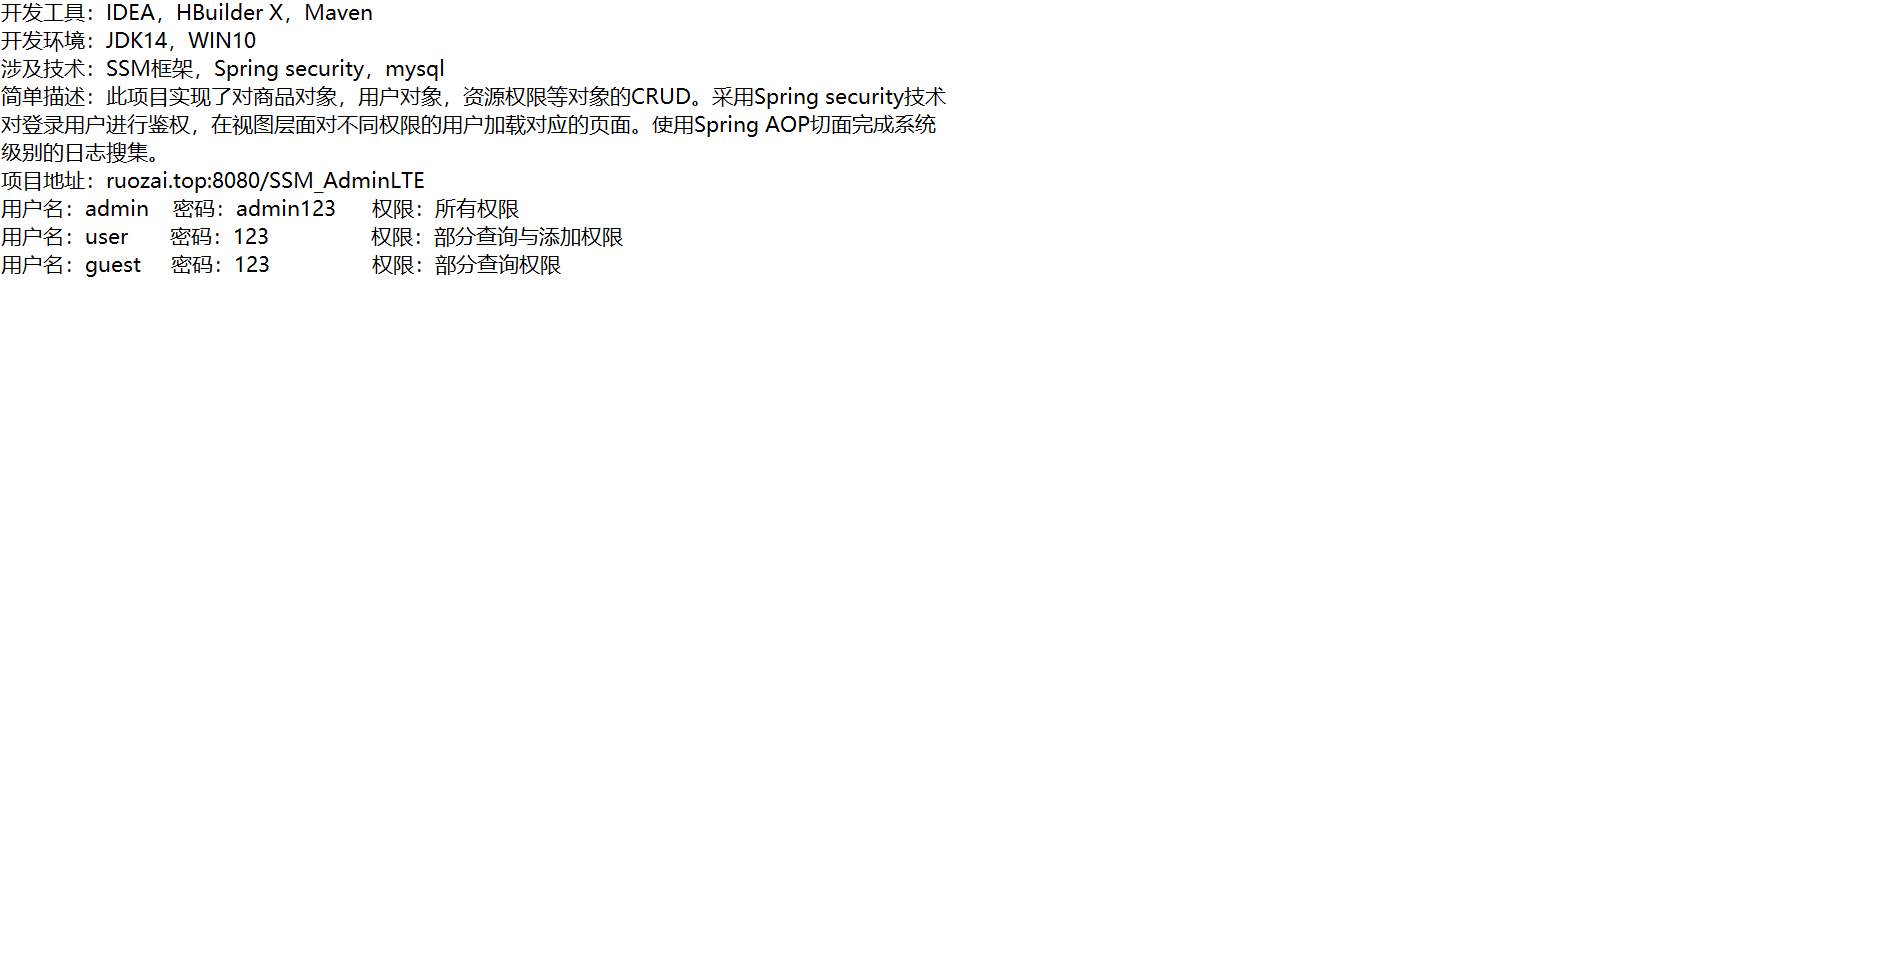 开发工具：IDEA，HBuilder X，Maven
开发环境：JDK14，WIN10
涉及技术：SSM框架，Spring security，mysql
简单描述：此项目实现了对商品对象，用户对象，资源权限等对象的CRUD。采用Spring security技术
对登录用户进行鉴权，在视图层面对不同权限的用户加载对应的页面。使用Spring AOP切面完成系统
级别的日志搜集。
项目地址：ruozai.top:8080/SSM_AdminLTE
用户名：admin 密码：admin123 权限：所有权限
用户名：user 密码：123 权限：部分查询与添加权限
用户名：guest 密码：123 权限：部分查询权限